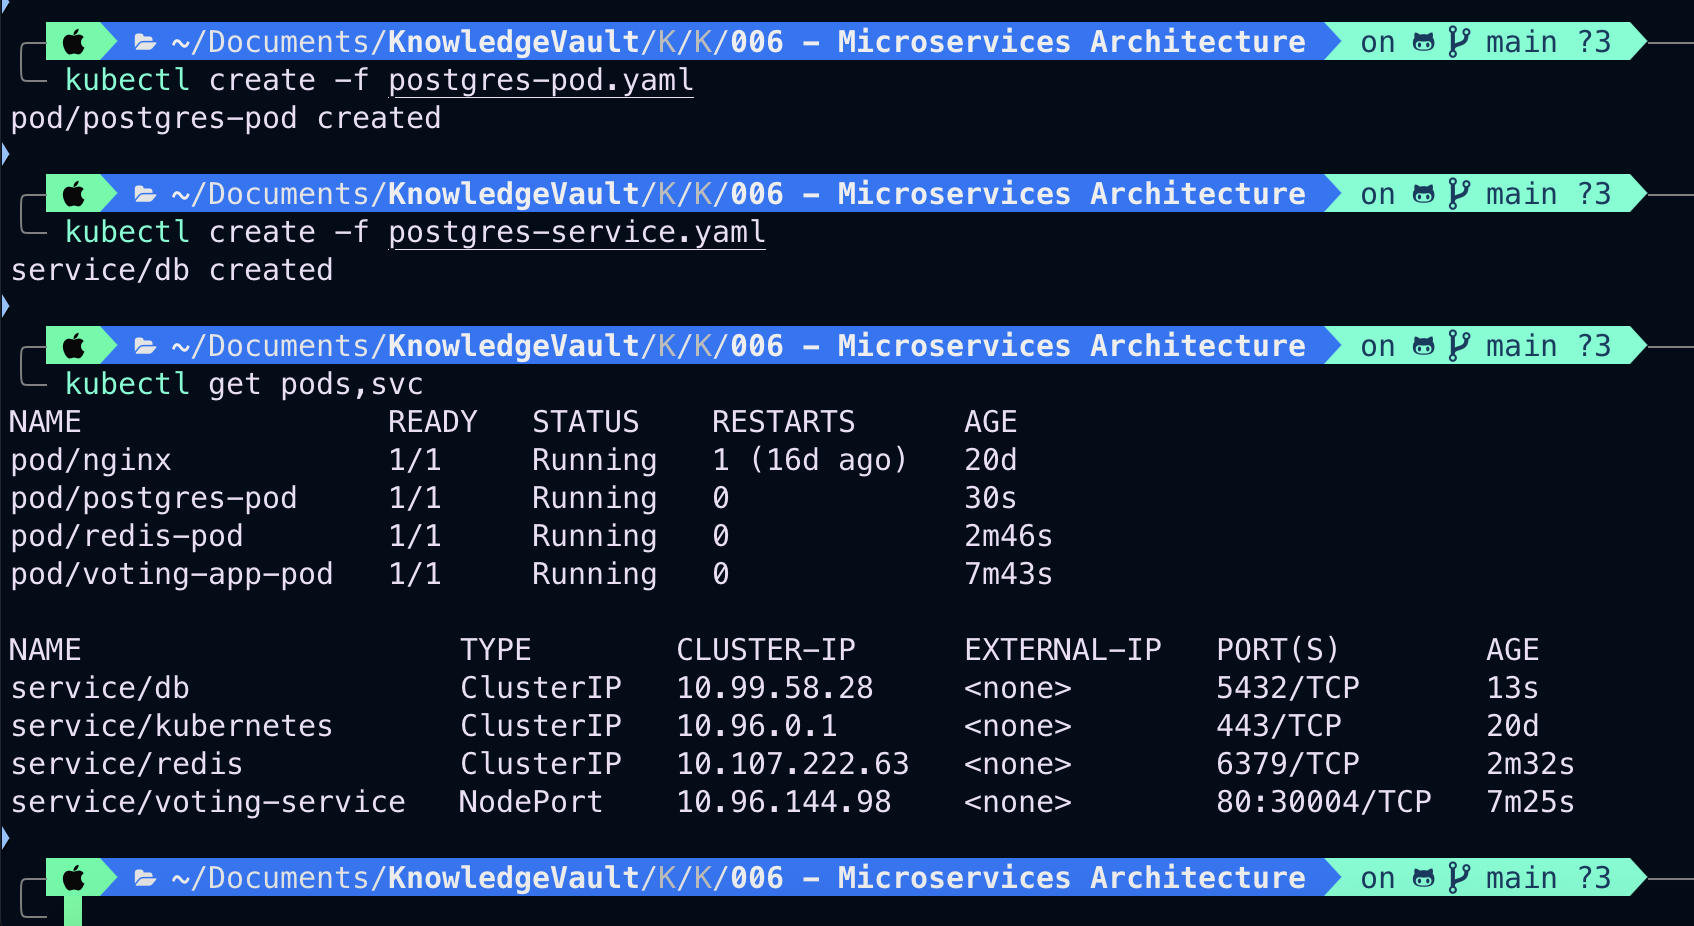 ~/Documents/KnowledgeVault/K/K/006 – Microservices Architecture on main ?3
kubectl create -f postgres-pod.yaml
pod/postgres-pod created
~/Documents/KnowledgeVault/K/K/006 – Microservices Architecture on main ?3
kubectl create -f postgres-service.yaml
service/db created
~/Documents/KnowledgeVault/K/K/006 – Microservices Architecture on main ?3
kubectl get pods,svc
NAME READY STATUS RESTARTS AGE
pod/nginx 1/1 Running 1 (16d ago) 20d
pod/postgres-pod 1/1 Running 0 30s
pod/redis-pod 1/1 Running 0 2m46s
pod/voting-app-pod 1/1 Running 0 7m43s
NAME TYPE CLUSTER-IP EXTERNAL-IP PORT(S) AGE
service/db ClusterIP 10.99.58.28 <none> 5432/TCP 13s
service/kubernetes ClusterIP 10.96.0.1 <none> 443/TCP 20d
service/redis ClusterIP 10.107.222.63 <none> 6379/TCP 2m32s
service/voting-service NodePort 10.96.144.98 <none> 80:30004/TCP 7m25s
~/Documents/KnowledgeVault/K/K/006 – Microservices Architecture on main ?3